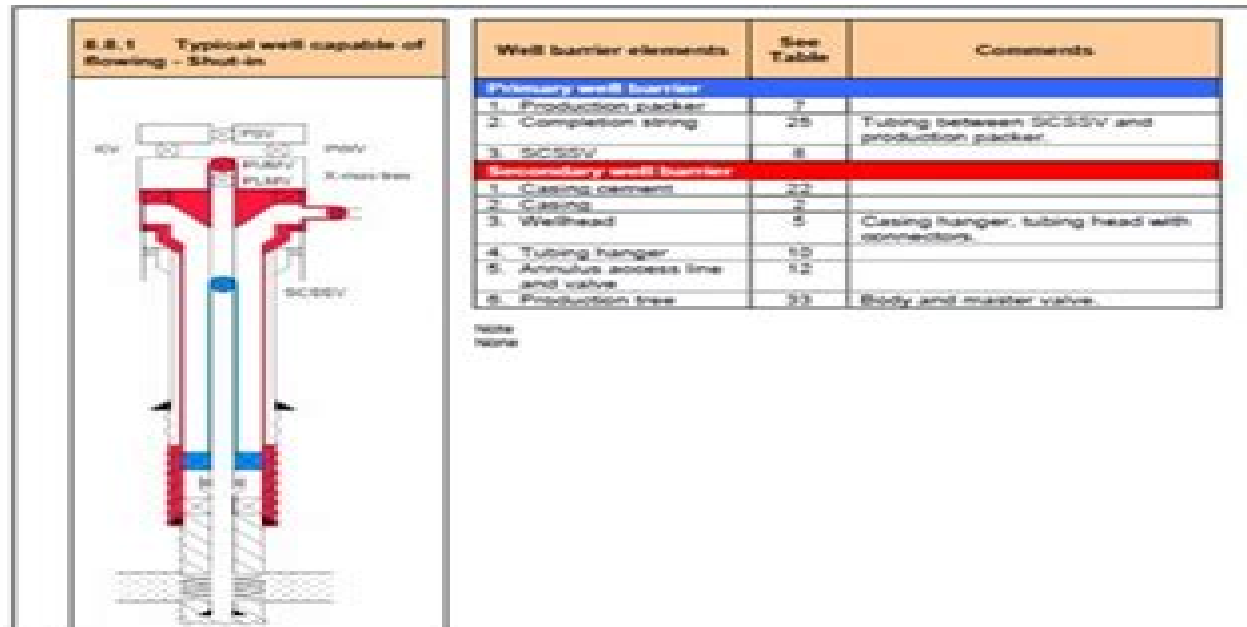 8.8.1 Typical well capable of
flowing - Shut-in
PSV
PWV
PUMV
PLMV
X-mas tree
SCSSV
Well barrier elements
See
Table
Comments
Primary well barrier
1. Production packer 7
2. Completion string 25 Tubing between SCSSV and
production packer.
3. SCSSV 8
Secondary well barrier
1. Casing cement 22
2. Casing 2
3. Wellhead 5 Casing hanger, tubing head with
connectors.
4. Tubing hanger 10
5. Annulus access line 12
and valve
6. Production tree 33 Body and master valve.
Note
None